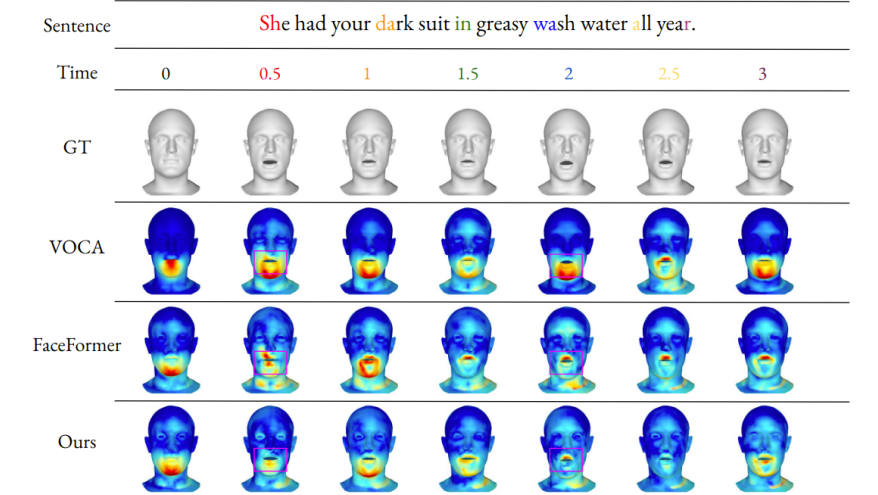 Sentence She had your dark suit in greasy wash water all year.
Time 0 0.5 1 1.5 2 2.5 3
GT
VOCA
FaceFormer
Ours